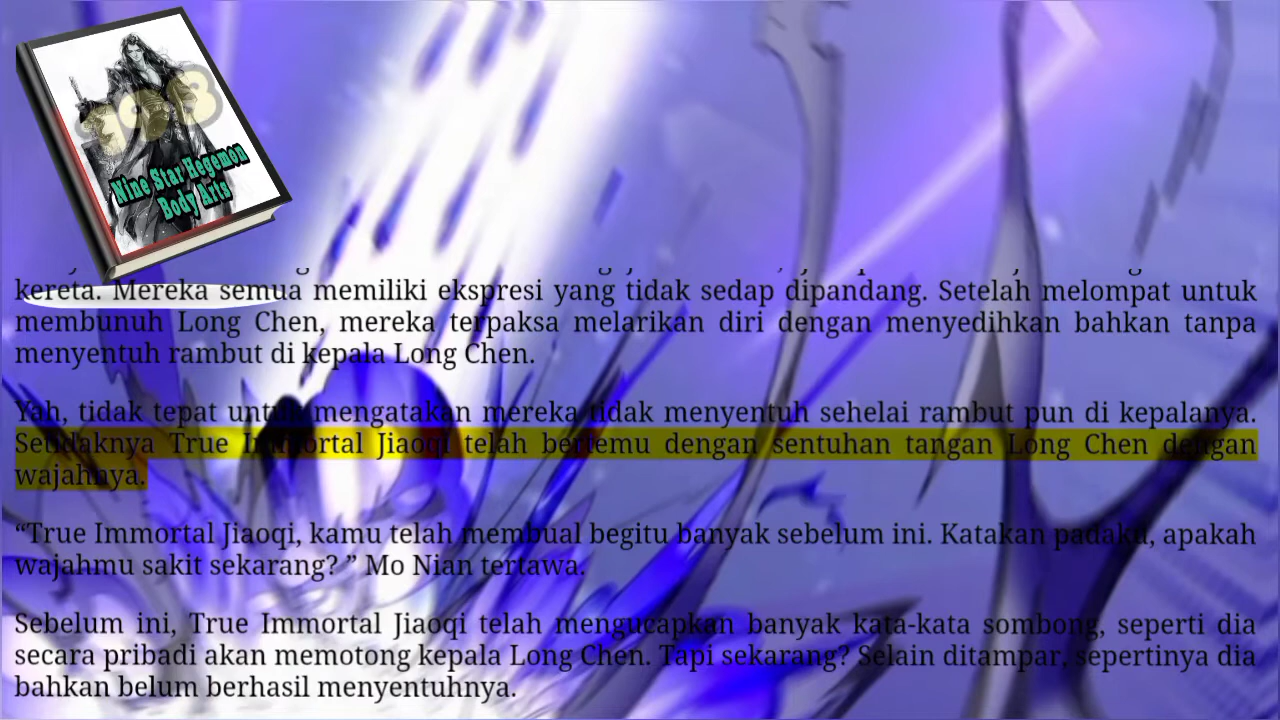 198
Nine Star Hegemon
Body Arts
kereta. Mereka semua memiliki ekspresi yang tidak sedap dipandang. Setelah melompat untuk
membunuh Long Chen, mereka terpaksa melarikan diri dengan menyedihkan bahkan tanpa
menyentuh rambut di kepala Long Chen.
Yah, tidak tepat untuk mengatakan mereka tidak menyentuh sehelai rambut pun di kepalanya.
Setidaknya True Immortal Jiaoqi telah bertemu dengan sentuhan tangan Long Chen dengan
wajahnya.
“True Immortal Jiaoqi, kamu telah membual begitu banyak sebelum ini. Katakan padaku, apakah
wajahmu sakit sekarang? ” Mo Nian tertawa.
Sebelum ini, True Immortal Jiaoqi telah mengucapkan banyak kata-kata sombong, seperti dia
secara pribadi akan memotong kepala Long Chen. Tapi sekarang? Selain ditampar, sepertinya dia
bahkan belum berhasil menyentuhnya.